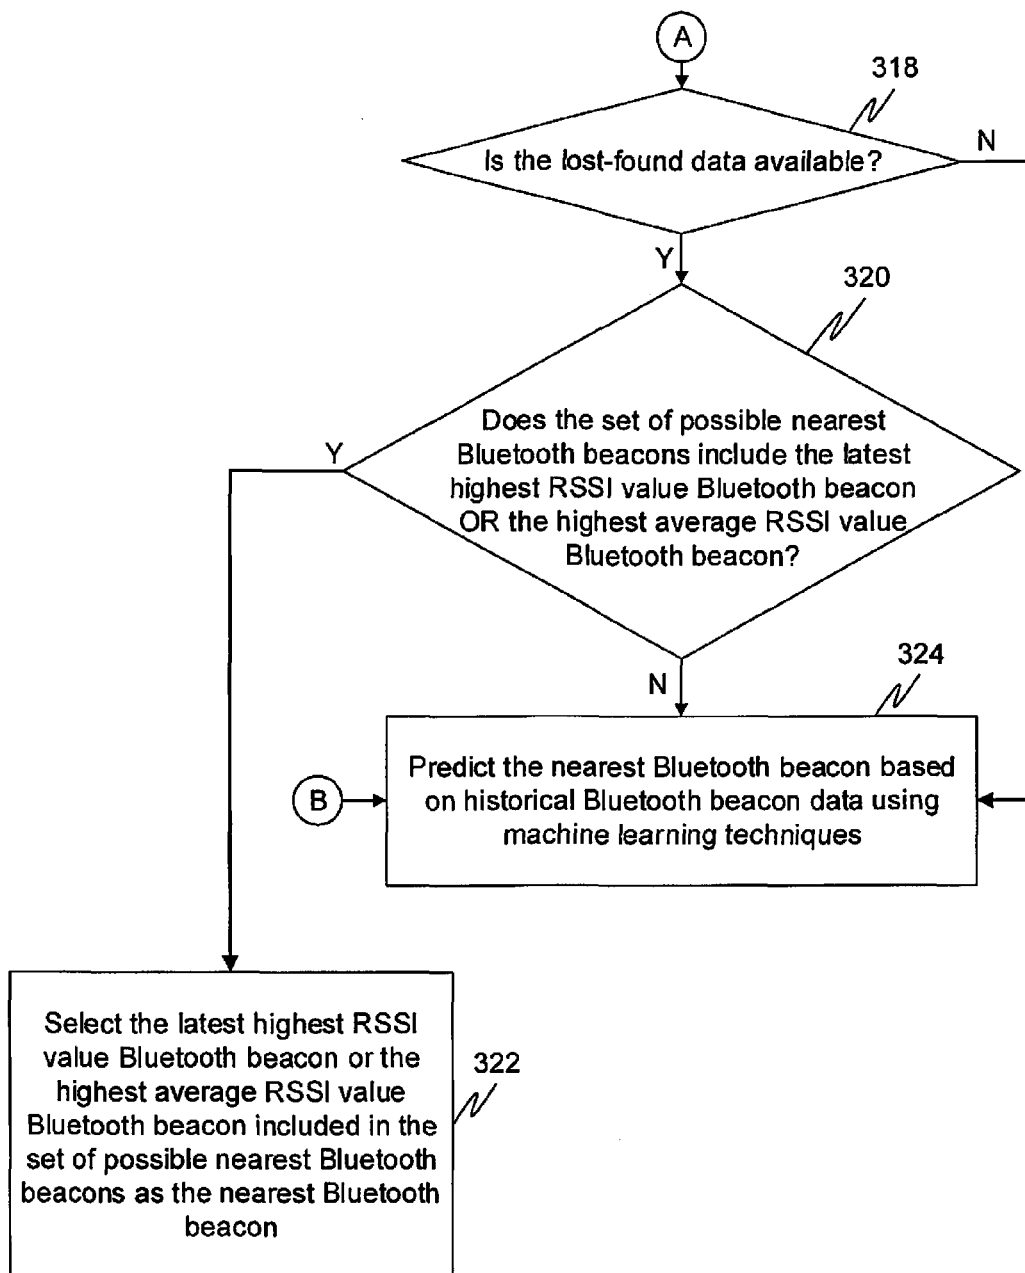 A
318
Is the lost-found data available?
N
Y
320
Does the set of possible nearest
Bluetooth beacons include the latest
highest RSSI value Bluetooth beacon
OR the highest average RSSI value
Bluetooth beacon?
Y
N
324
Predict the nearest Bluetooth beacon based
on historical Bluetooth beacon data using
machine learning techniques
B
Select the latest highest RSSI
value Bluetooth beacon or the
highest average RSSI value
Bluetooth beacon included in the
set of possible nearest Bluetooth
beacons as the nearest Bluetooth
beacon
322